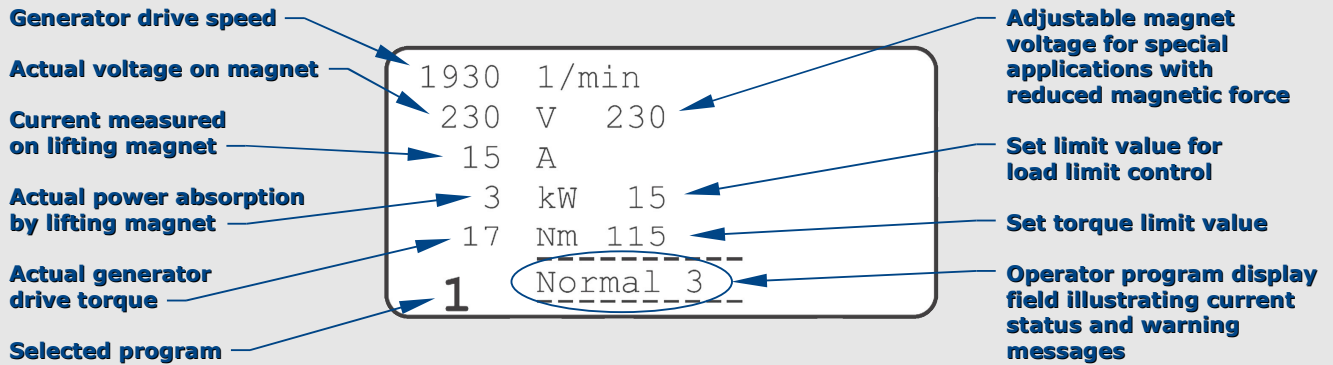 Generator drive speed
Actual voltage on magnet
Current measured
on lifting magnet
Actual power absorption
by lifting magnet
Actual generator
drive torque
Selected program
1930 1/min
230 V 230
15 A
3 kW 15
17 Nm 115
Normal 3
1
Adjustable magnet
voltage for special
applications with
reduced magnetic force
Set limit value for
load limit control
Set torque limit value
Operator program display
field illustrating current
status and warning
messages